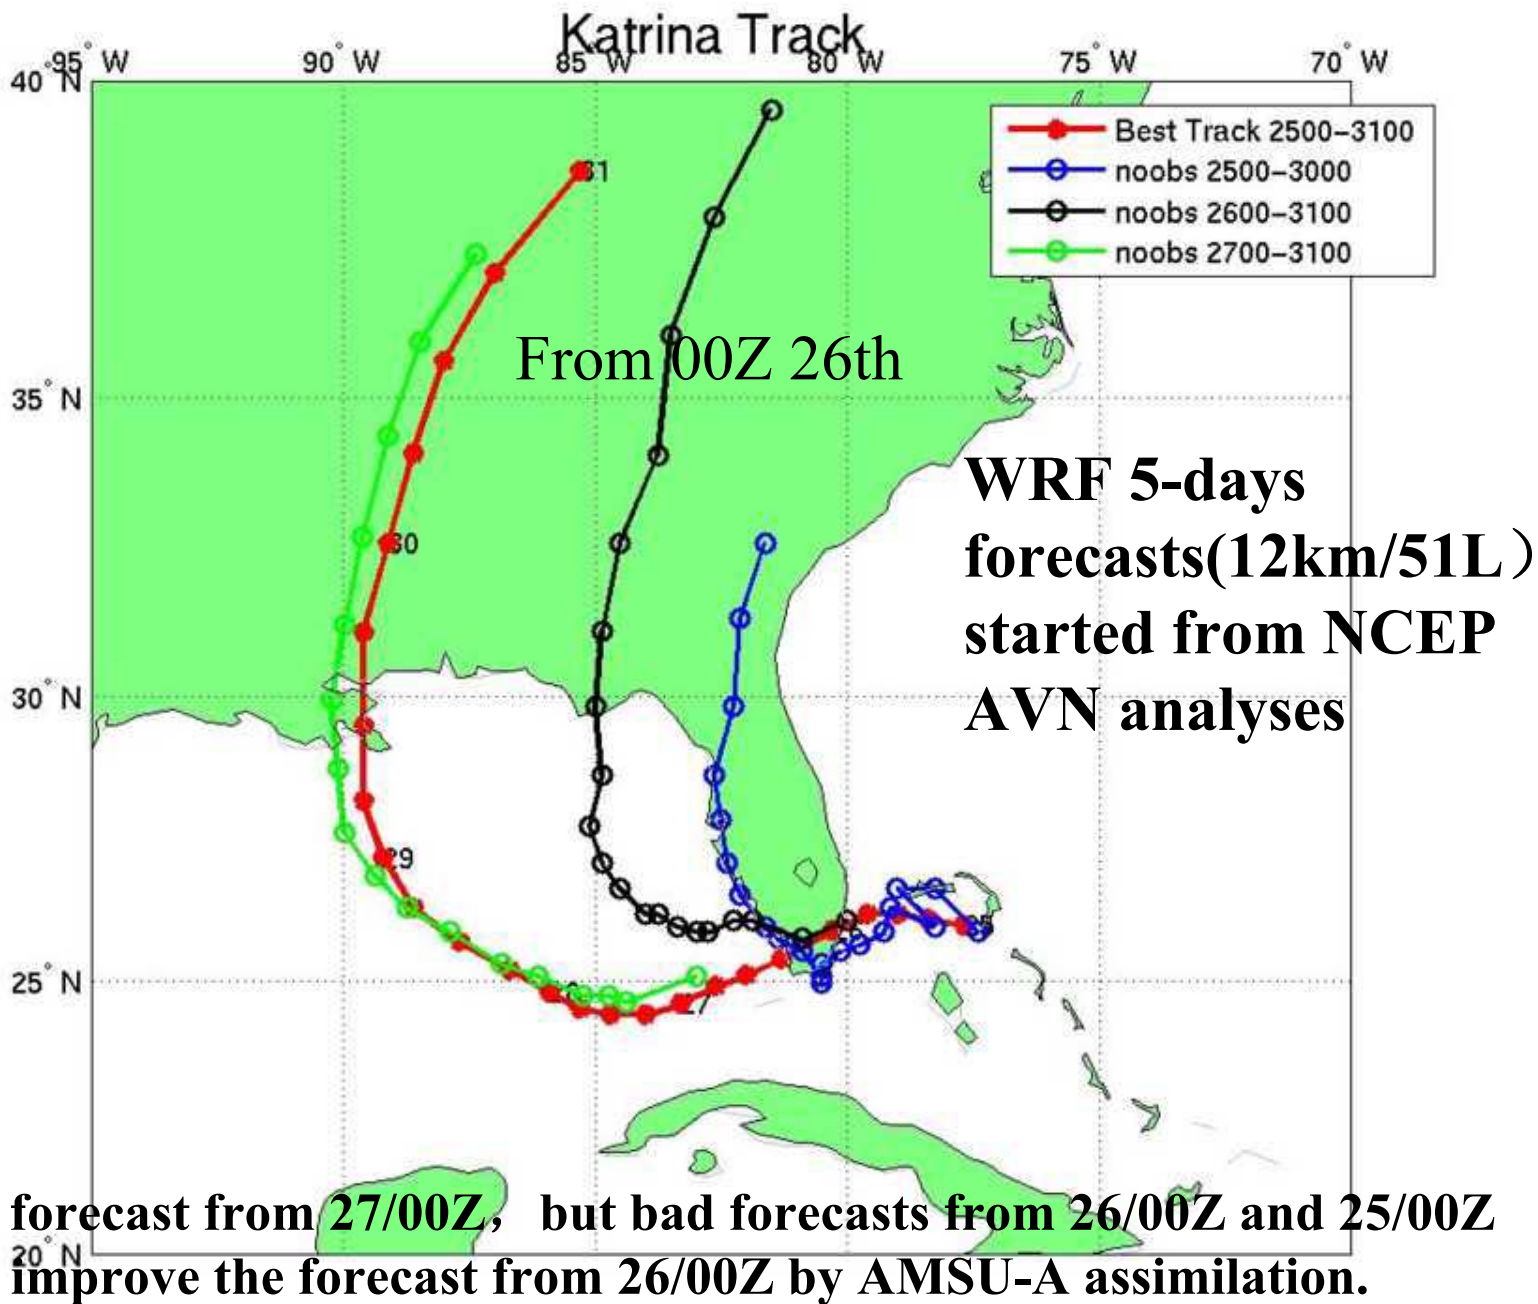 Katrina Track
95° W 90° W 85° W 80° W 75° W 70° W
40° N
Best Track 2500–3100
noobs 2500–3000
noobs 2600–3100
noobs 2700–3100
31
From 00Z 26th
35° N
WRF 5-days
forecasts(12km/51L）
started from NCEP
AVN analyses
30
30° N
29
25° N
27
forecast from 27/00Z， but bad forecasts from 26/00Z and 25/00Z
20° N
improve the forecast from 26/00Z by AMSU-A assimilation.